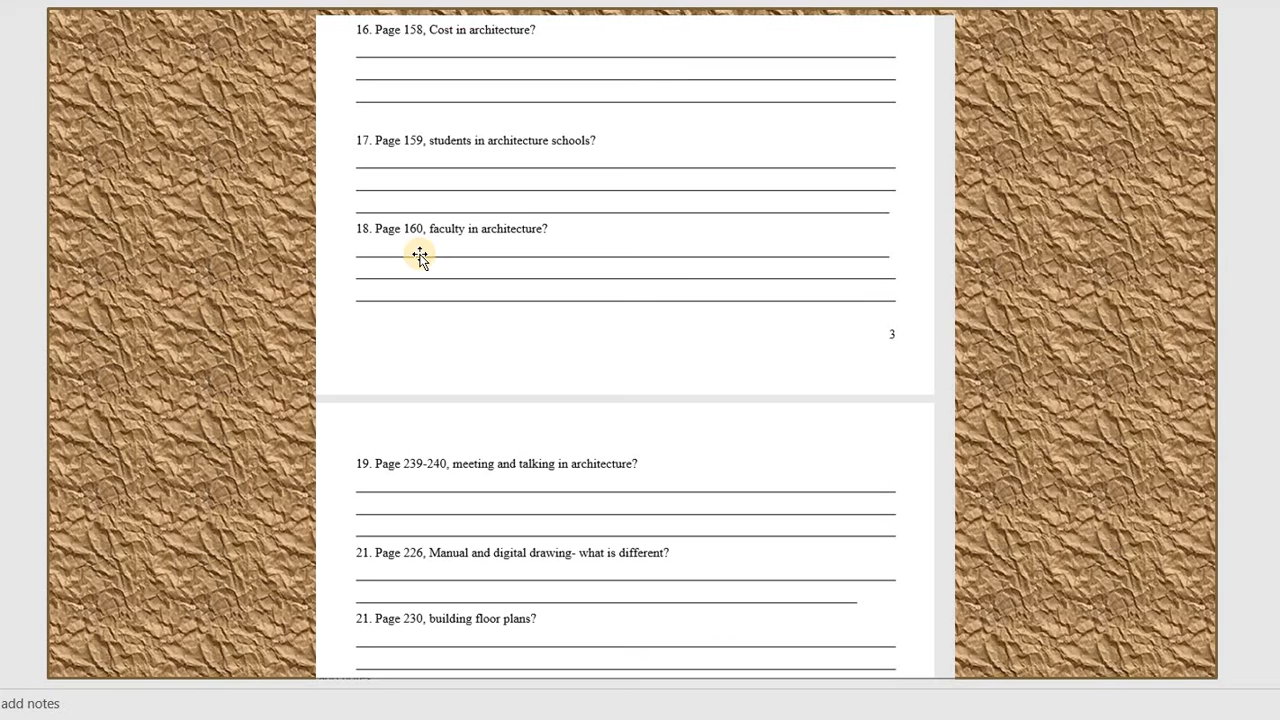 16. Page 158, Cost in architecture?
17. Page 159, students in architecture schools?
18. Page 160, faculty in architecture?
3
19. Page 239-240, meeting and talking in architecture?
21. Page 226, Manual and digital drawing- what is different?
21. Page 230, building floor plans?
add notes